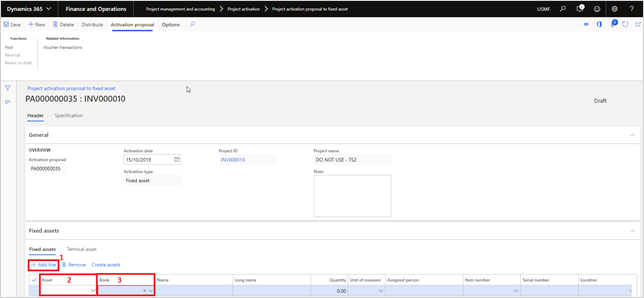 Dynamics 365
Finance and Operations
Project management and accounting > Project activation > Project activation proposal to fixed asset
USMF
Save
New
Delete
Distribute
Activation proposal
Options
Functions
Related information
Post
Voucher transactions
Reverse
Revert to draft
Project activation proposal to fixed asset
PA000000035 : INV000010
Draft
Header
Specification
General
OVERVIEW
Activation date
Project ID
Project name
Activation proposal
15/10/2019
INV000010
DO NOT USE - TS2
PA000000035
Activation type
Note
Fixed asset
Fixed assets
Fixed assets
Tehnical asset
1
+ Add line
Remove
Create assets
Asset
2
Book
3
Name
Long name
Quantity
Unit of measure
Assigned person
Item number
Serial number
Location
0.00